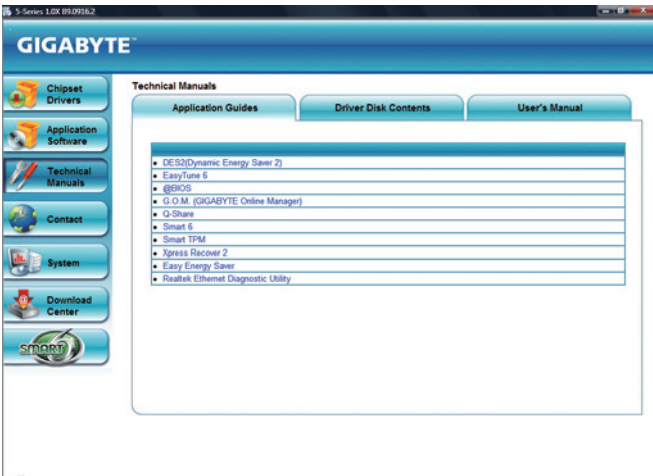 5-Series 1.0X B9.0916.2
GIGABYTE™
Chipset
Drivers
Application
Software
Technical
Manuals
Contact
System
Download
Center
SMART
Technical Manuals
Application Guides
Driver Disk Contents
User's Manual
DES2(Dynamic Energy Saver 2)
EasyTune 6
@BIOS
G.O.M. (GIGABYTE Online Manager)
Q-Share
Smart 6
Smart TPM
Xpress Recover 2
Easy Energy Saver
Realtek Ethernet Diagnostic Utility